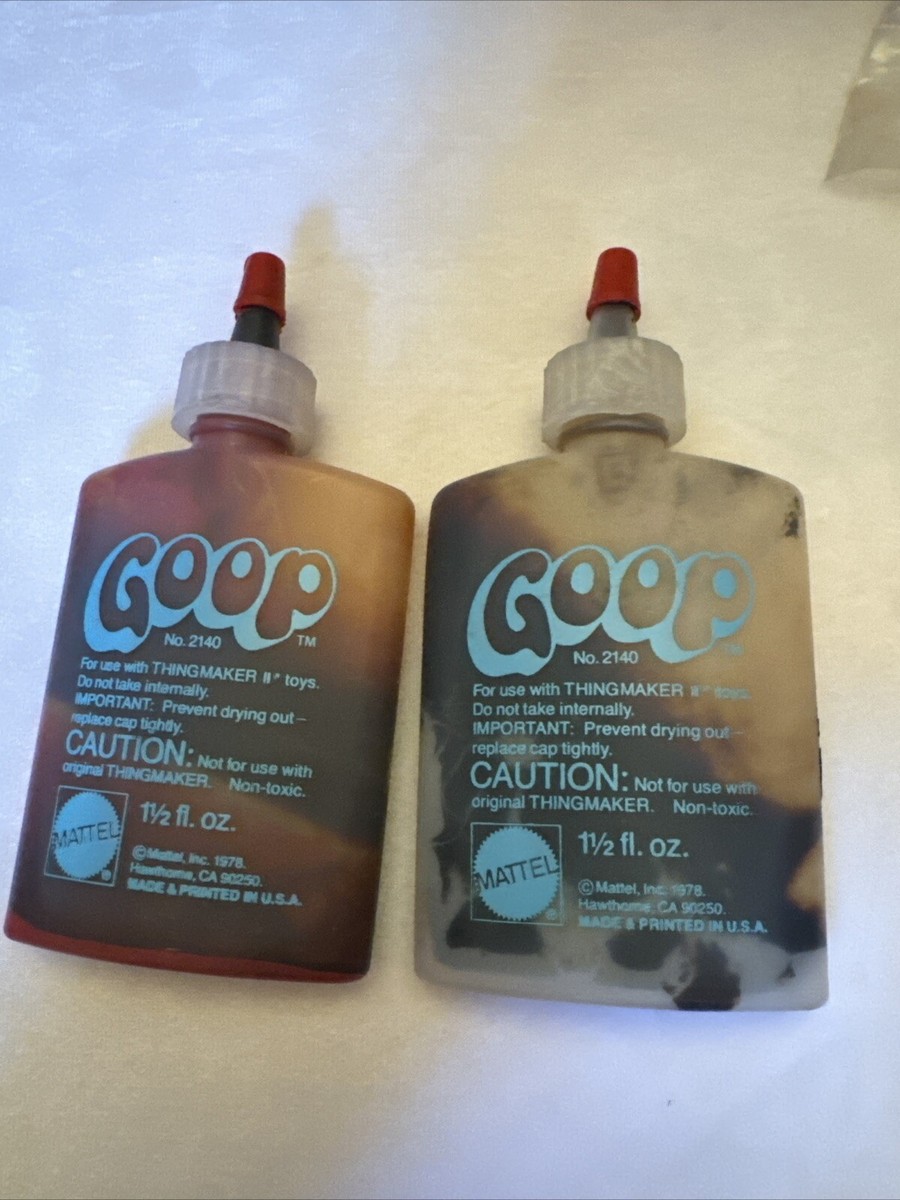 GOOP
No. 2140 TM
For use with THINGMAKER II* toys.
Do not take internally.
IMPORTANT: Prevent drying out –
replace cap tightly.
CAUTION: Not for use with
original THINGMAKER. Non-toxic.
MATTEL ®
1½ fl. oz.
©Mattel, Inc. 1978.
Hawthorne, CA 90250.
MADE & PRINTED IN U.S.A.
GOOP
No. 2140 TM
For use with THINGMAKER II* toys.
Do not take internally.
IMPORTANT: Prevent drying out –
replace cap tightly.
CAUTION: Not for use with
original THINGMAKER. Non-toxic.
MATTEL ®
1½ fl. oz.
©Mattel, Inc. 1978.
Hawthorne, CA 90250.
MADE & PRINTED IN U.S.A.